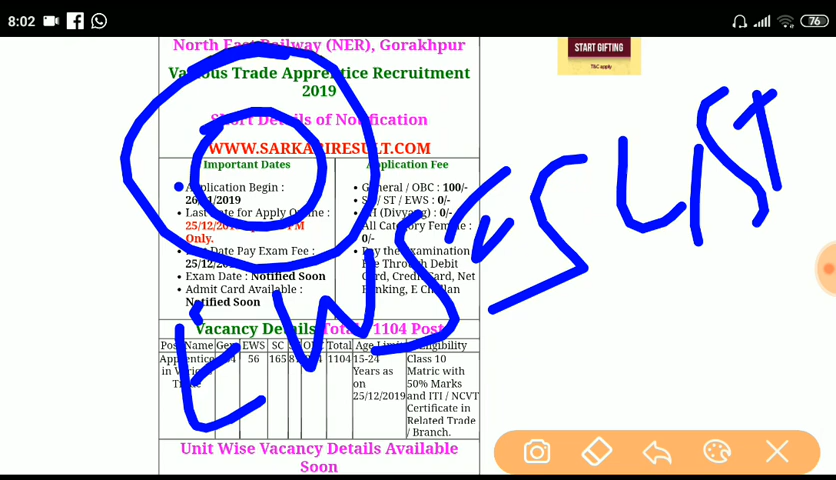 8:02
76
North East Railway (NER), Gorakhpur
Various Trade Apprentice Recruitment
2019
Short Details of Notification
WWW.SARKARIRESULT.COM
START GIFTING
T&C apply
Important Dates
• Application Begin :
26/11/2019
• Last Date for Apply Online :
25/12/2019 PM
Only.
Last Date Pay Exam Fee :
25/12/
• Exam Date : Notified Soon
• Admit Card Available :
Notified Soon
Application Fee
• General / OBC : 100/-
• SC / ST / EWS : 0/-
• PH (Divyang) : 0/-
• All Category Female :
0/-
• Pay the Examination
Fee Through Debit
Card, Credit Card, Net
Banking, E Challan
Vacancy Details Total : 1104 Post
Post Name Gen EWS SC ST OBC Total Age Limit Eligibility
Apprentice
in Various
Trade
56 165 1104
15-24
Years as
on
25/12/2019
Class 10
Matric with
50% Marks
and ITI / NCVT
Certificate in
Related Trade
/ Branch.
Unit Wise Vacancy Details Available
Soon
LIST